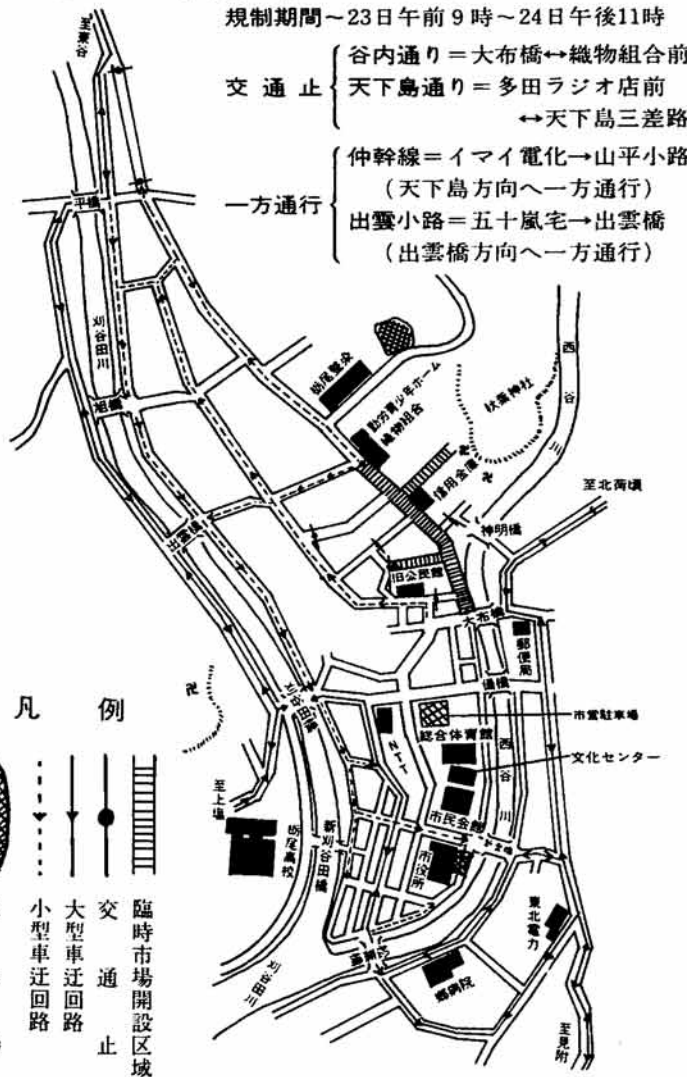 規制期間~23日午前9時~24日午後11時
交通止
谷内通り=大布橋↔織物組合前
天下島通り=多田ラジオ店前
↔天下島三差路
一方通行
仲幹線=イマイ電化→山平小路
(天下島方向へ一方通行)
出雲小路=五十嵐宅→出雲橋
(出雲橋方向へ一方通行)
至東谷
平橋
刈谷田川
旭橋
出雲橋
栃尾
勤労青少年ホーム
織物組合
信用金庫
秋葉神社
西谷川
至北荷頃
神明橋
旧公民館
大布橋
郵便局
刈谷田橋
市営駐車場
総合体育館
文化センター
NTT
西谷川
市民会館
至上塩
栃尾高校
新刈谷田橋
市役所
東北電力
郷病院
刈谷田川
至見附
凡例
臨時市場開設区域
交通止
大型車迂回路
小型車迂回路